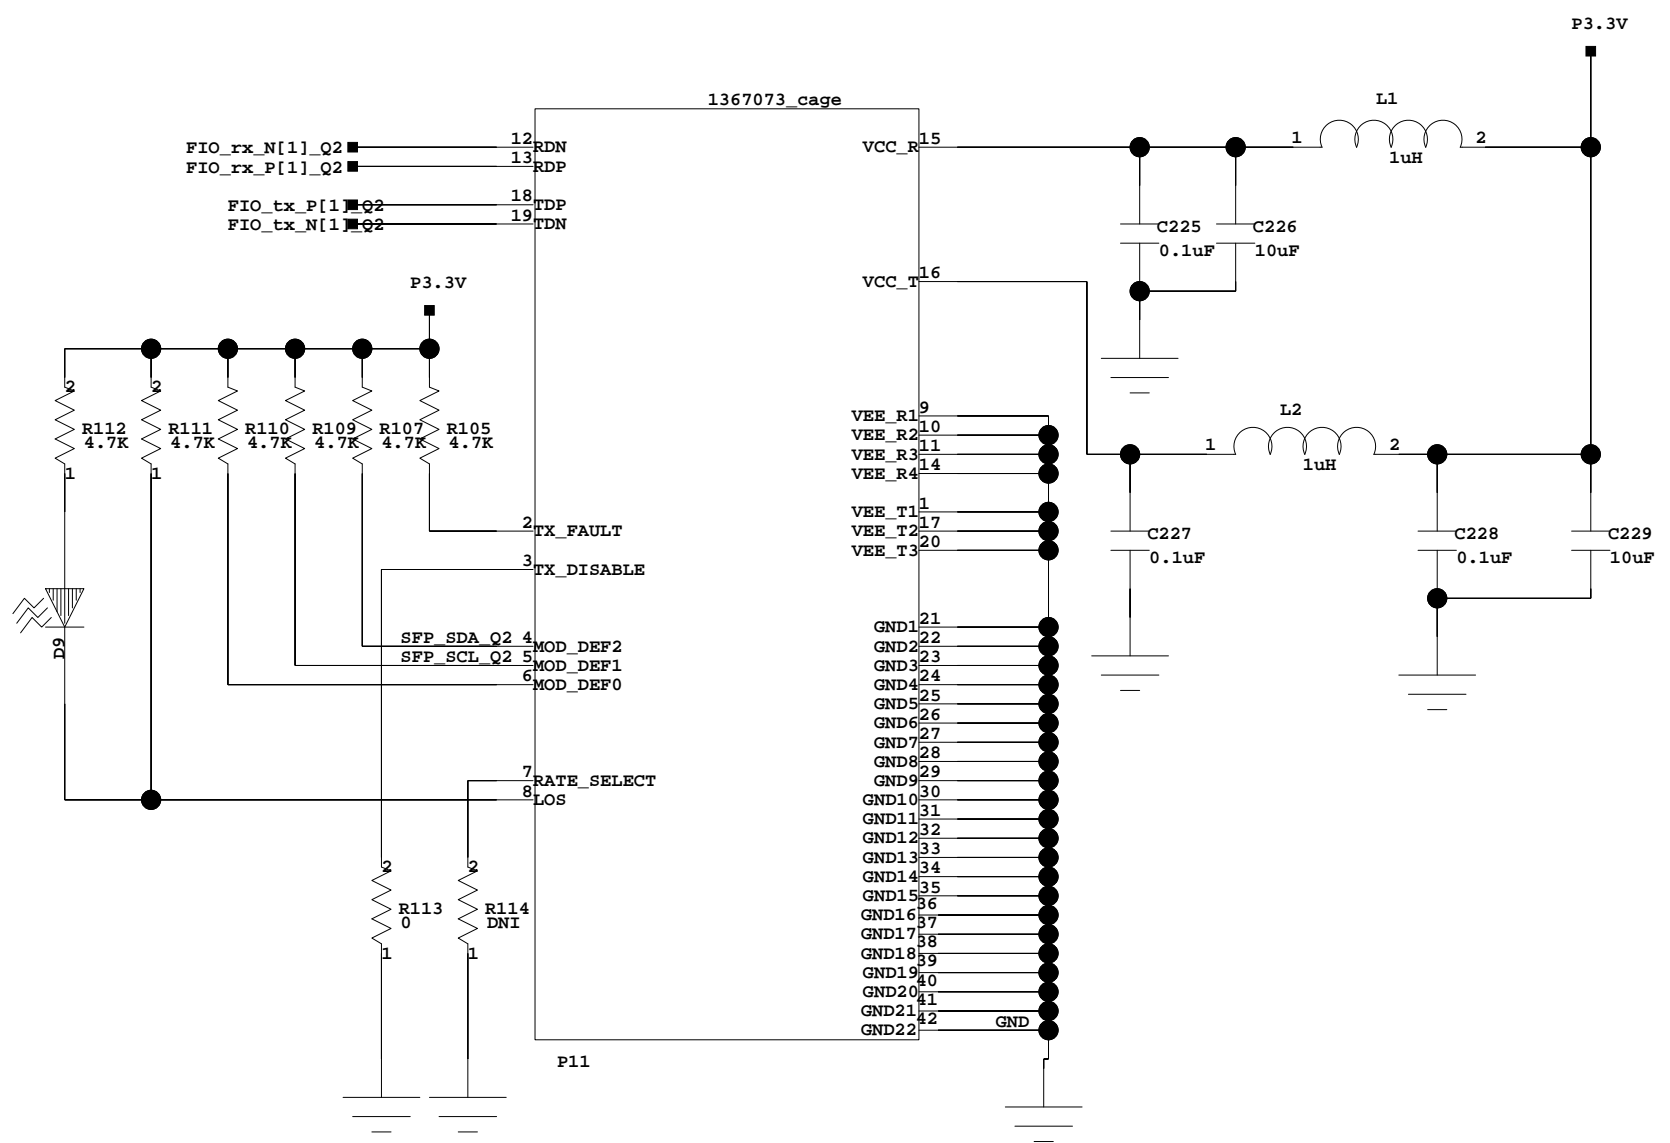 P3.3V
1367073_cage
L1
1 2
1uH
FIO_rx_N[1]_Q2 12 RDN
FIO_rx_P[1]_Q2 13 RDP
FIO_tx_P[1]_Q2 18 TDP
FIO_tx_N[1]_Q2 19 TDN
VCC_R 15
C225
0.1uF
C226
10uF
VCC_T 16
P3.3V
2 2
R112
4.7K
R111
4.7K
R110
4.7K
R109
4.7K
R107
4.7K
R105
4.7K
1 1
L2
1 2
1uH
VEE_R1 9
VEE_R2 10
VEE_R3 11
VEE_R4 14
VEE_T1 1
VEE_T2 17
VEE_T3 20
C227
0.1uF
C228
0.1uF
C229
10uF
2 TX_FAULT
3 TX_DISABLE
D9
SFP_SDA_Q2 4 MOD_DEF2
SFP_SCL_Q2 5 MOD_DEF1
6 MOD_DEF0
7 RATE_SELECT
8 LOS
GND1 21
GND2 22
GND3 23
GND4 24
GND5 25
GND6 26
GND7 27
GND8 28
GND9 29
GND10 30
GND11 31
GND12 32
GND13 33
GND14 34
GND15 35
GND16 36
GND17 37
GND18 38
GND19 39
GND20 40
GND21 41
GND22 42 GND
2 2
R113
0
R114
DNI
1 1
P11